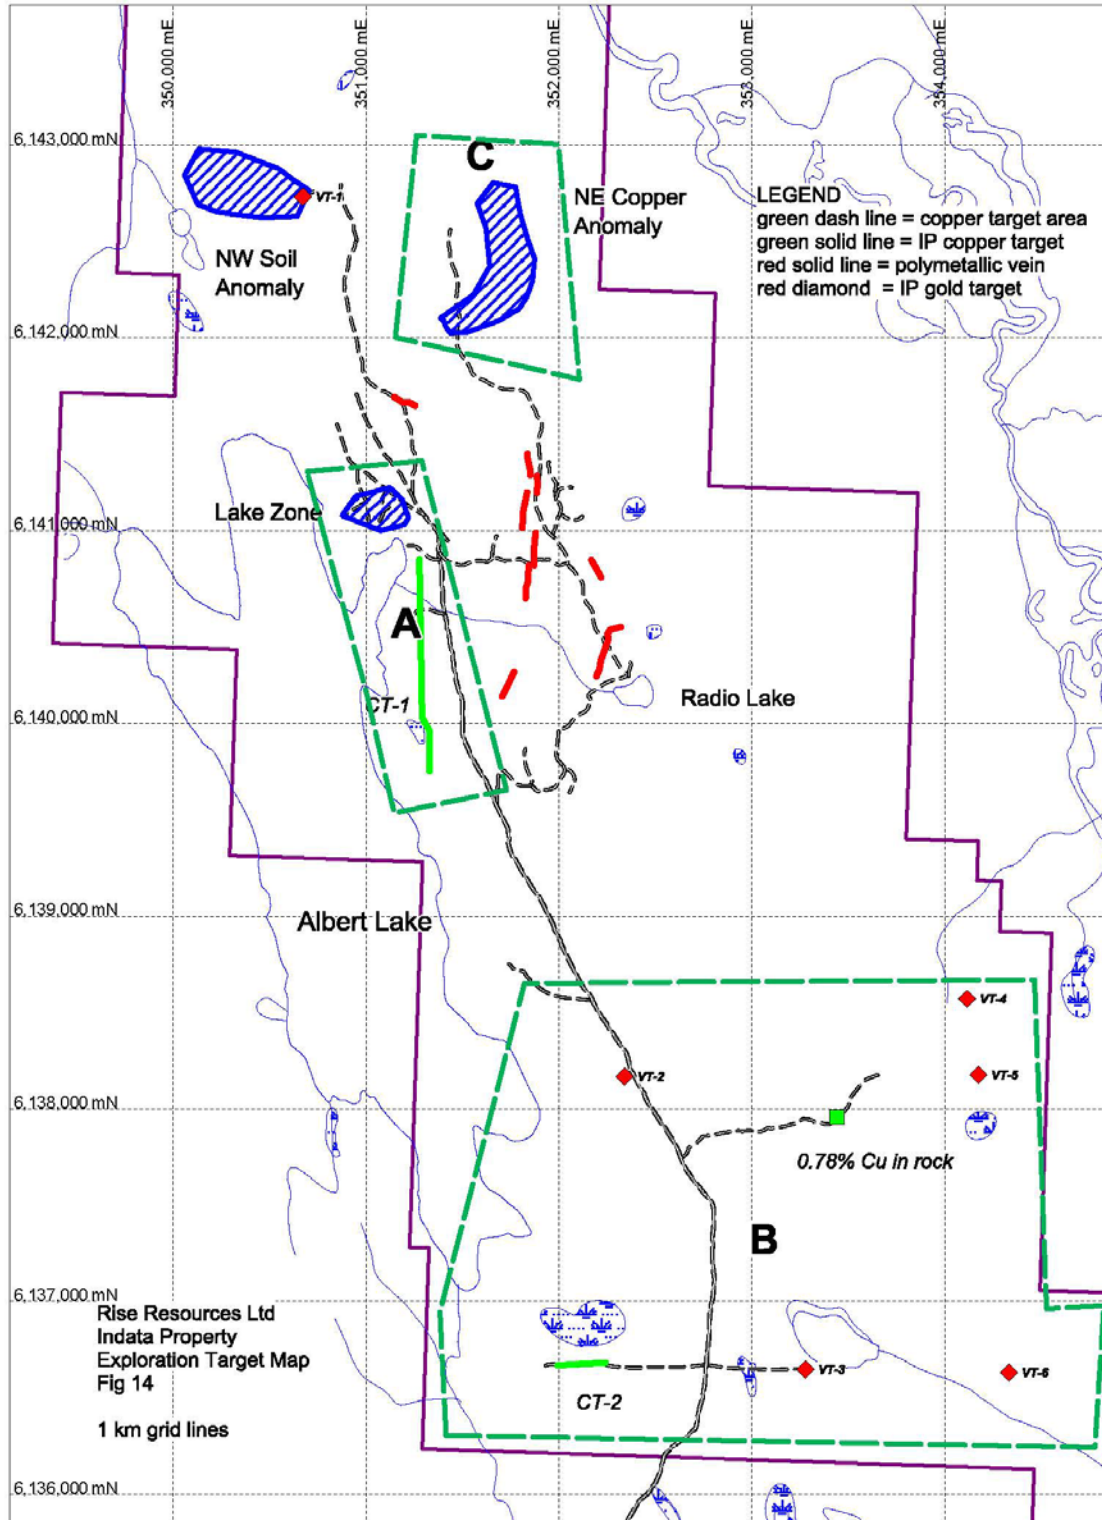 350,000 mE
351,000 mE
352,000 mE
353,000 mE
354,000 mE
6,143,000 mN
C
VT-1
NE Copper
Anomaly
LEGEND
green dash line = copper target area
green solid line = IP copper target
red solid line = polymetallic vein
red diamond = IP gold target
NW Soil
Anomaly
6,142,000 mN
Lake Zone
6,141,000 mN
A
CT-1
Radio Lake
6,140,000 mN
6,139,000 mN
Albert Lake
VT-4
VT-2
VT-5
6,138,000 mN
0.78% Cu in rock
B
6,137,000 mN
Rise Resources Ltd
Indata Property
Exploration Target Map
Fig 14
1 km grid lines
VT-3
VT-6
CT-2
6,136,000 mN